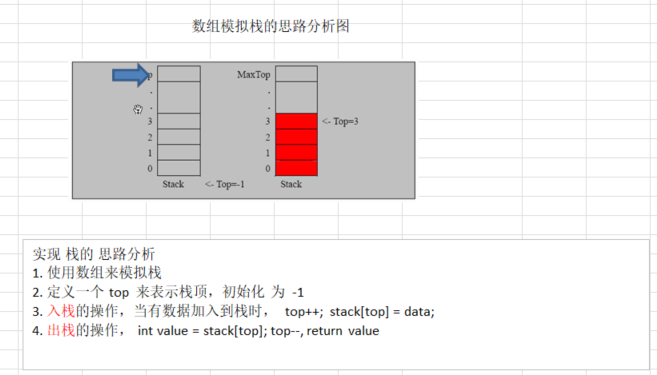 数组模拟栈的思路分析图
p MaxTop
. .
. .
3 3 <- Top=3
2 2
1 1
0 0
Stack <- Top=-1 Stack
实现 栈的 思路分析
1. 使用数组来模拟栈
2. 定义一个 top 来表示栈顶，初始化 为 -1
3. 入栈的操作，当有数据加入到栈时， top++; stack[top] = data;
4. 出栈的操作， int value = stack[top]; top--, return value